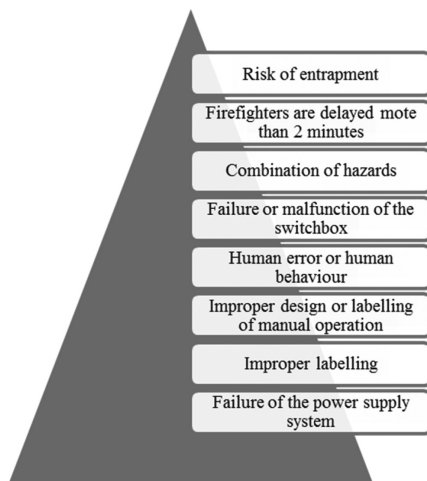 Risk of entrapment
Firefighters are delayed mote
than 2 minutes
Combination of hazards
Failure or malfunction of the
switchbox
Human error or human
behaviour
Improper design or labelling
of manual operation
Improper labelling
Failure of the power supply
system